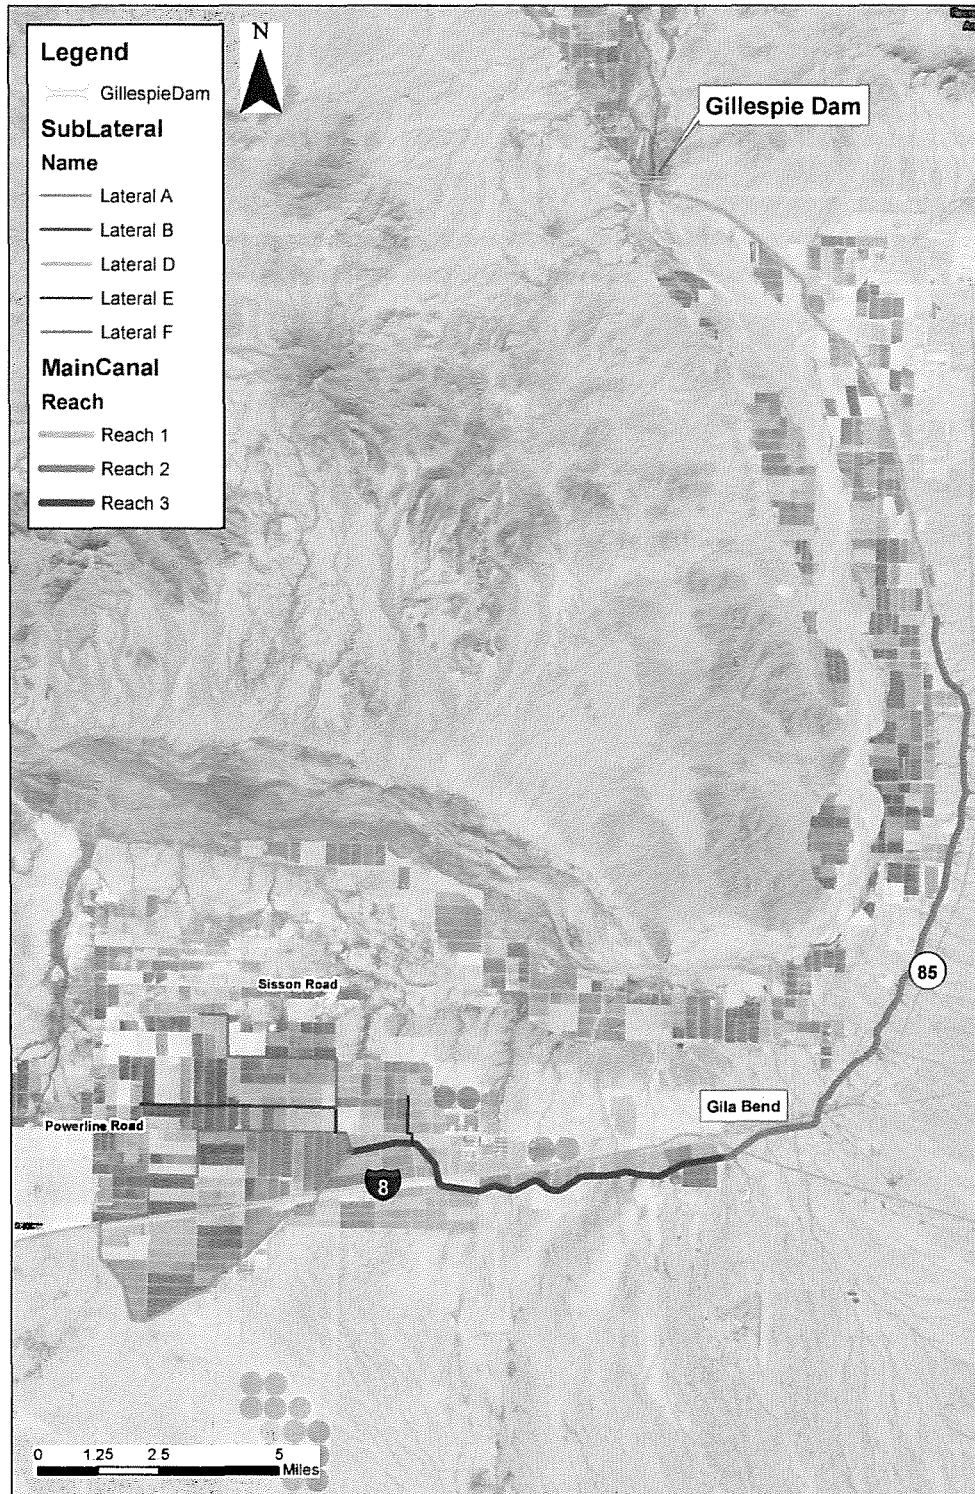 Legend
N
GillespieDam
SubLateral
Name
Lateral A
Lateral B
Lateral D
Lateral E
Lateral F
MainCanal
Reach
Reach 1
Reach 2
Reach 3
Gillespie Dam
85
Sisson Road
Gila Bend
Powerline Road
8
0 1.25 2.5 5
Miles